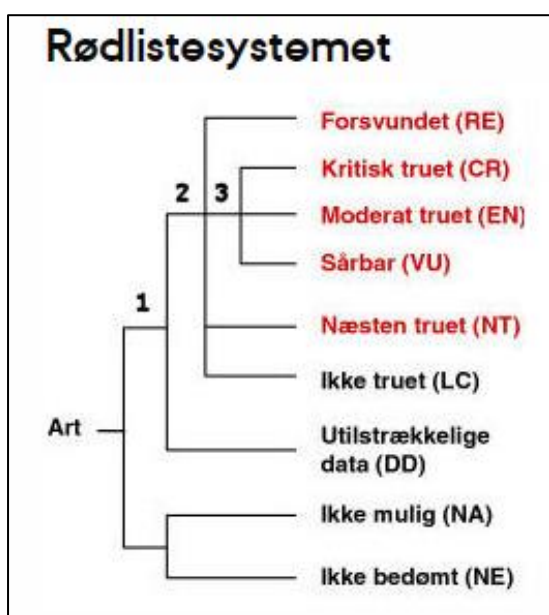 Rødlistesystemet
Forsvundet (RE)
Kritisk truet (CR)
2 3
Moderat truet (EN)
Sårbar (VU)
1
Næsten truet (NT)
Ikke truet (LC)
Art
Utilstrækkelige
data (DD)
Ikke mulig (NA)
Ikke bedømt (NE)